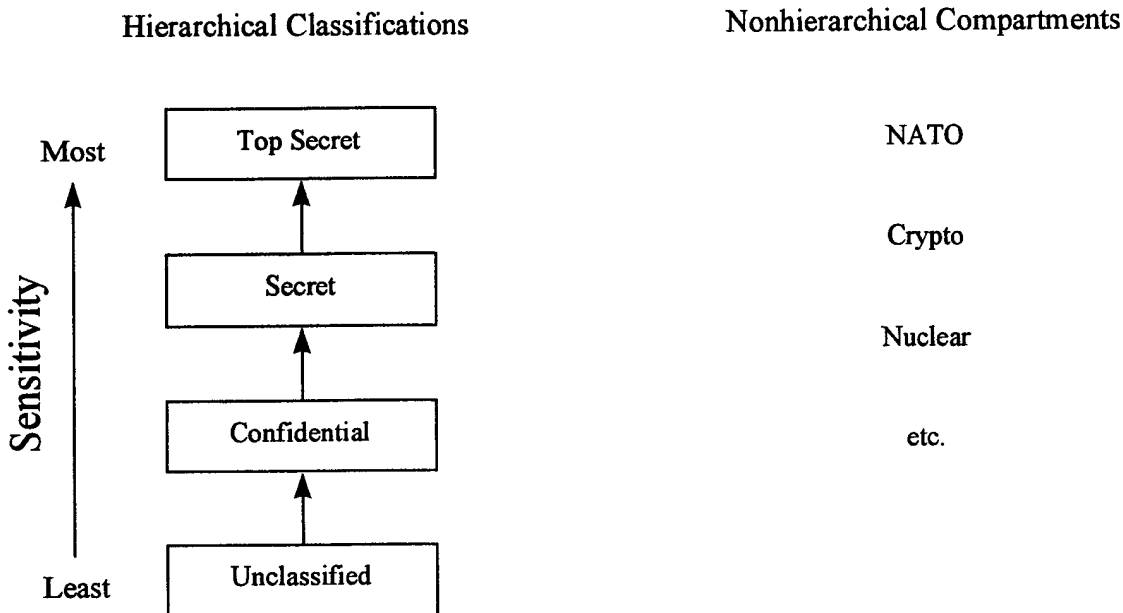 Hierarchical Classifications
Nonhierarchical Compartments
Most
Top Secret
NATO
Secret
Crypto
Sensitivity
Nuclear
Confidential
etc.
Least
Unclassified